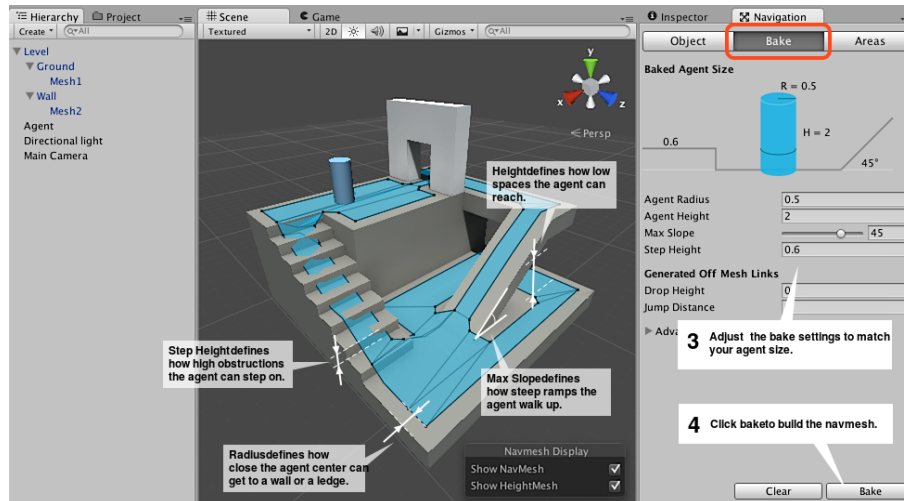 Hierarchy
Project
Create
All
Level
Ground
Mesh1
Wall
Mesh2
Agent
Directional light
Main Camera
Scene
Game
Textured
2D
Gizmos
All
y
x
z
Persp
Heightdefines how low
spaces the agent can
reach.
Step Heightdefines
how high obstructions
the agent can step on.
Max Slopedefines
how steep ramps the
agent walk up.
Radiusdefines how
close the agent center can
get to a wall or a ledge.
Navmesh Display
Show NavMesh
Show HeightMesh
Inspector
Navigation
Object
Bake
Areas
Baked Agent Size
R = 0.5
H = 2
0.6
45°
Agent Radius 0.5
Agent Height 2
Max Slope 45
Step Height 0.6
Generated Off Mesh Links
Drop Height 0
Jump Distance
3 Adjust the bake settings to match
your agent size.
4 Click baketo build the navmesh.
Clear
Bake